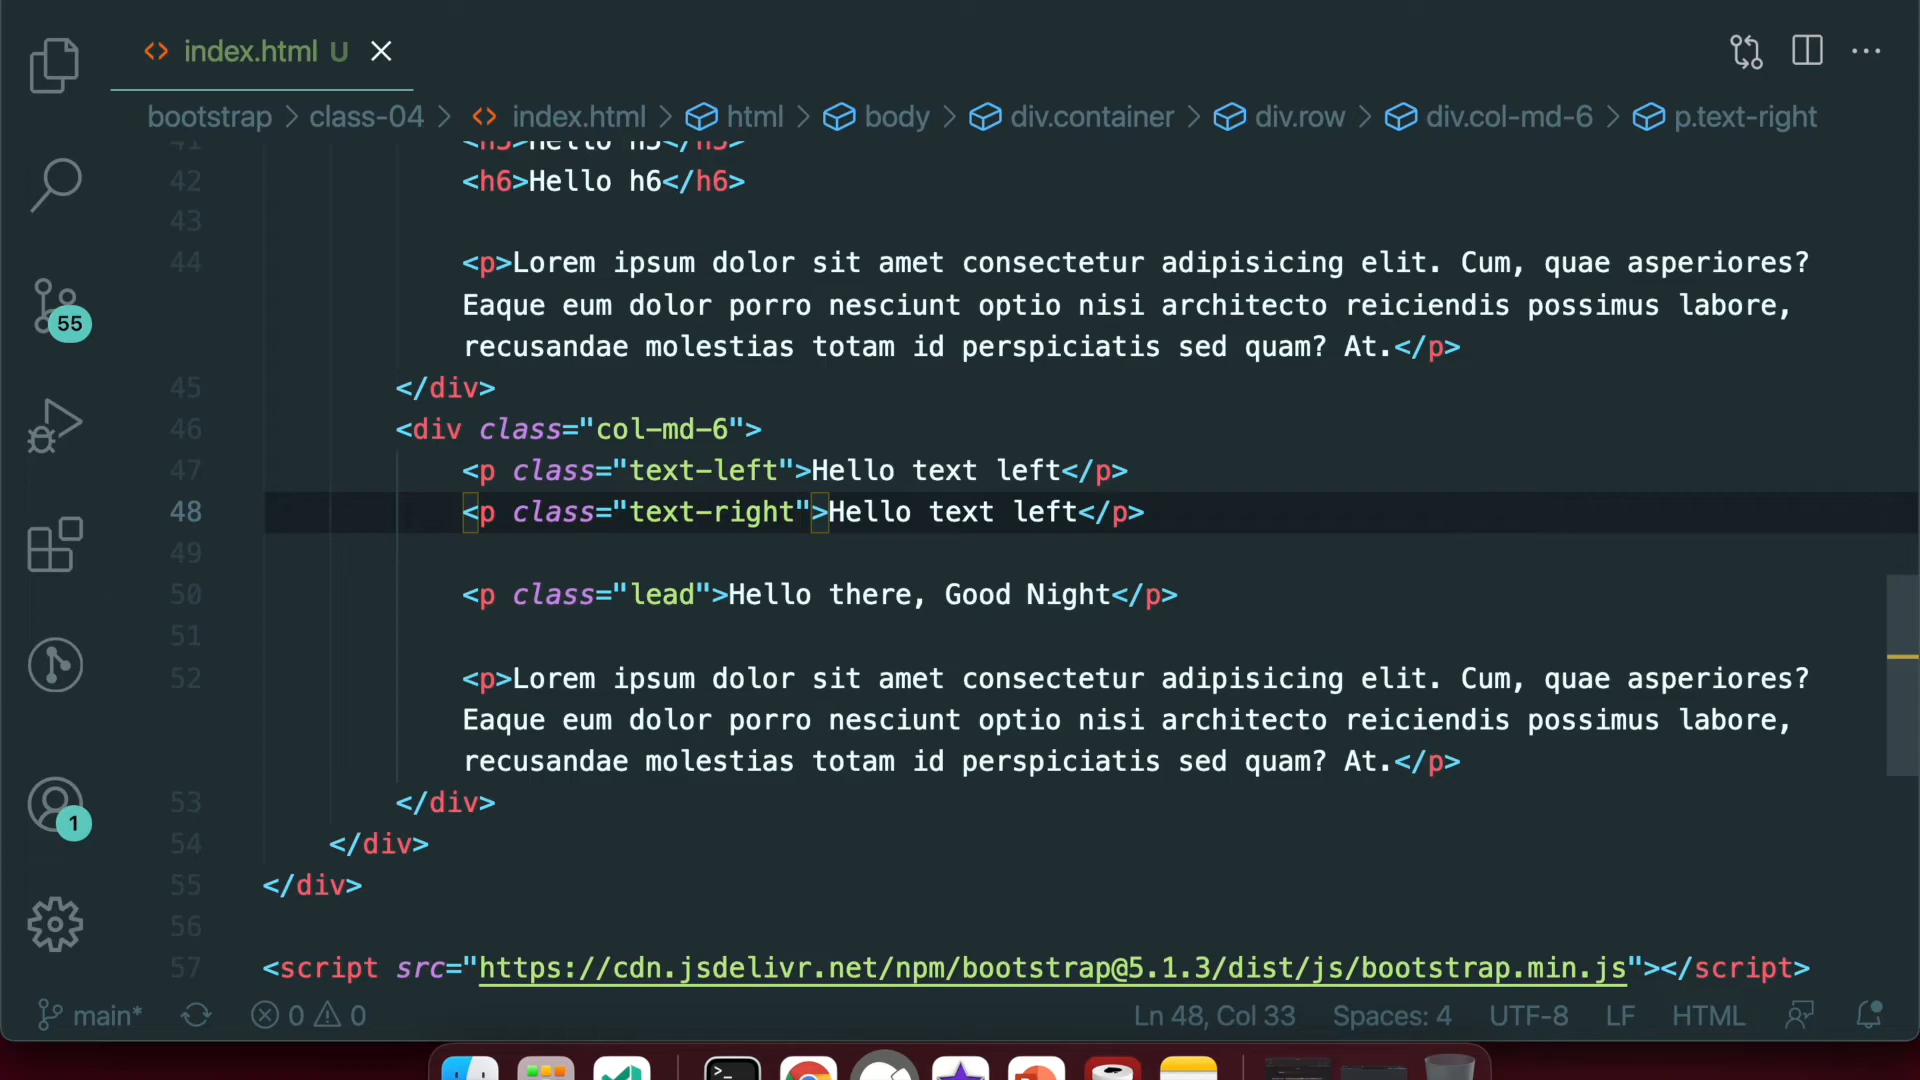 index.html U
bootstrap > class-04 > index.html > html > body > div.container > div.row > div.col-md-6 > p.text-right
41 <h5>Hello h5</h5>
42 <h6>Hello h6</h6>
43
44 <p>Lorem ipsum dolor sit amet consectetur adipisicing elit. Cum, quae asperiores?
Eaque eum dolor porro nesciunt optio nisi architecto reiciendis possimus labore,
recusandae molestias totam id perspiciatis sed quam? At.</p>
45 </div>
46 <div class="col-md-6">
47 <p class="text-left">Hello text left</p>
48 <p class="text-right">Hello text left</p>
49
50 <p class="lead">Hello there, Good Night</p>
51
52 <p>Lorem ipsum dolor sit amet consectetur adipisicing elit. Cum, quae asperiores?
Eaque eum dolor porro nesciunt optio nisi architecto reiciendis possimus labore,
recusandae molestias totam id perspiciatis sed quam? At.</p>
53 </div>
54 </div>
55 </div>
56
57 <script src="https://cdn.jsdelivr.net/npm/bootstrap@5.1.3/dist/js/bootstrap.min.js"></script>
55
1
main* 0 0 Ln 48, Col 33 Spaces: 4 UTF-8 LF HTML